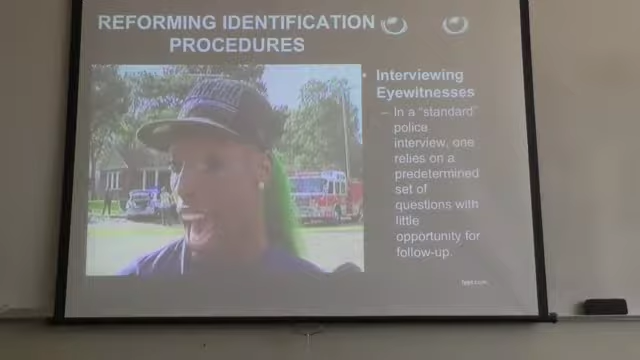 REFORMING IDENTIFICATION
PROCEDURES
• Interviewing
Eyewitnesses
– In a "standard"
police
interview, one
relies on a
predetermined
set of
questions with
little
opportunity for
follow-up.